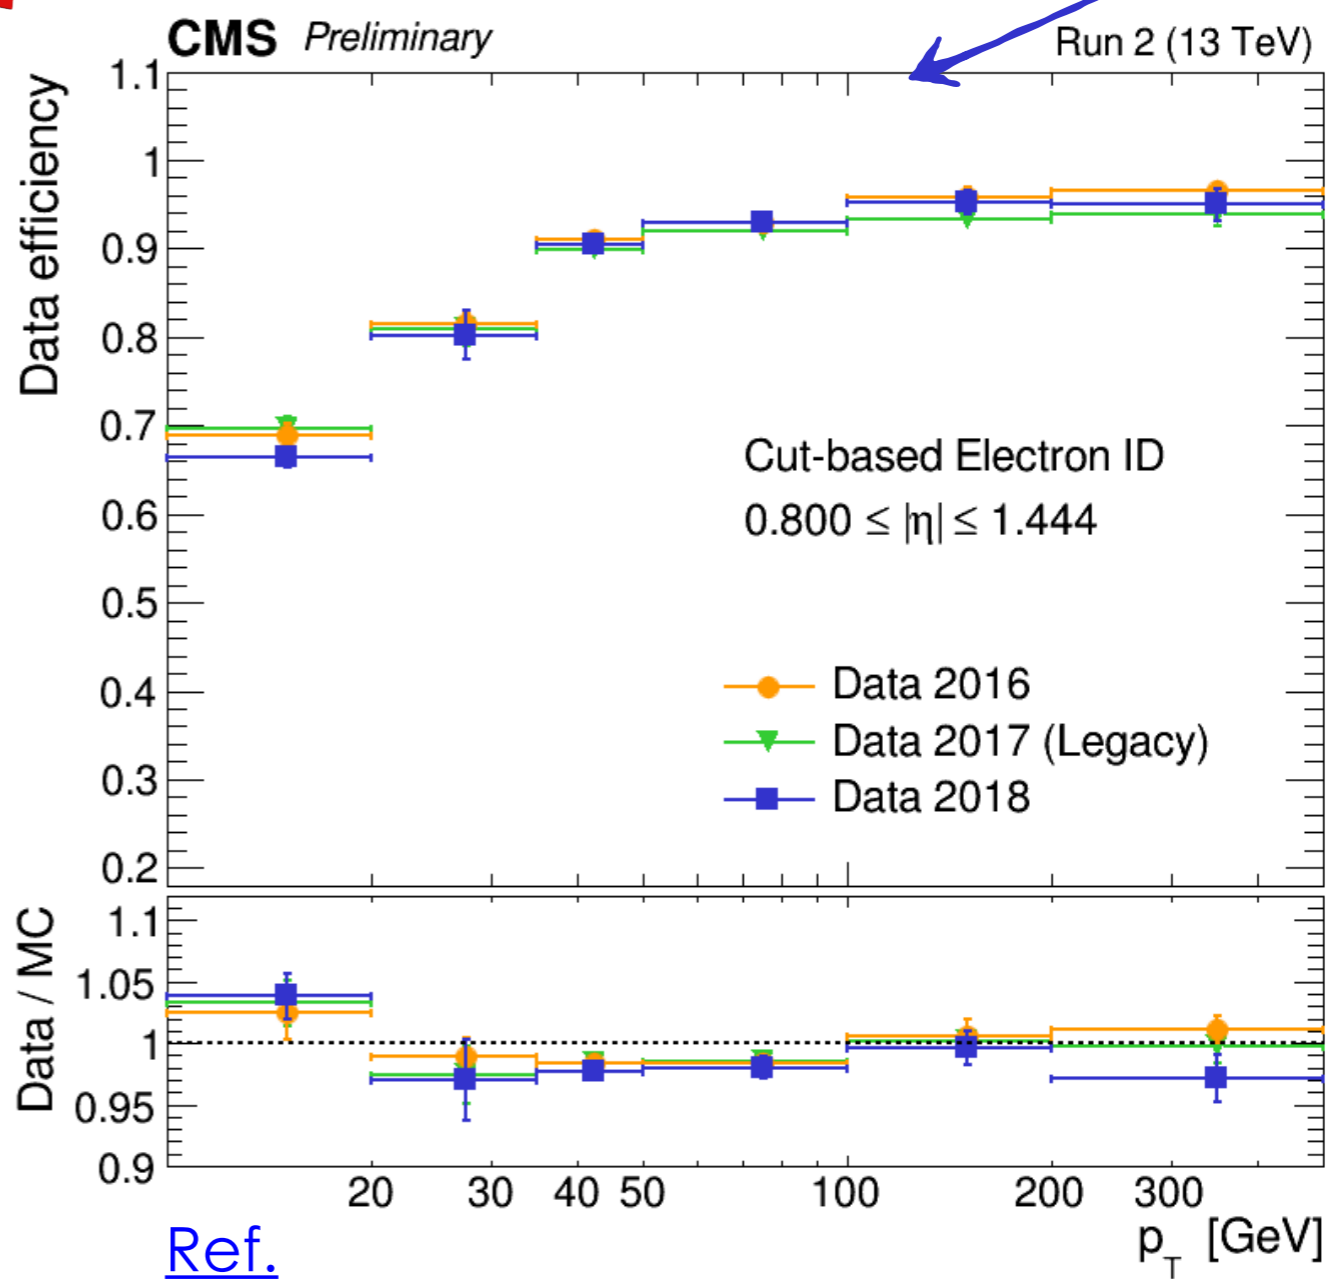 CMS Preliminary
Run 2 (13 TeV)
Data efficiency
1.1
1
0.9
0.8
0.7
0.6
0.5
0.4
0.3
0.2
Cut-based Electron ID
0.800 ≤ |η| ≤ 1.444
Data 2016
Data 2017 (Legacy)
Data 2018
Data / MC
1.1
1.05
1
0.95
0.9
20 30 40 50 100 200 300
p_T [GeV]
Ref.